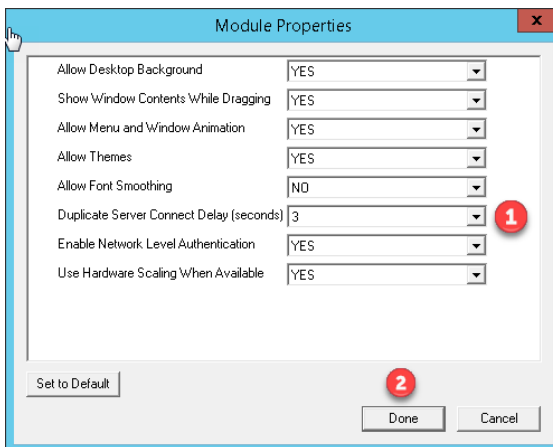 Module Properties
x
Allow Desktop Background YES
Show Window Contents While Dragging YES
Allow Menu and Window Animation YES
Allow Themes YES
Allow Font Smoothing NO
Duplicate Server Connect Delay (seconds) 3 1
Enable Network Level Authentication YES
Use Hardware Scaling When Available YES
Set to Default
2
Done Cancel